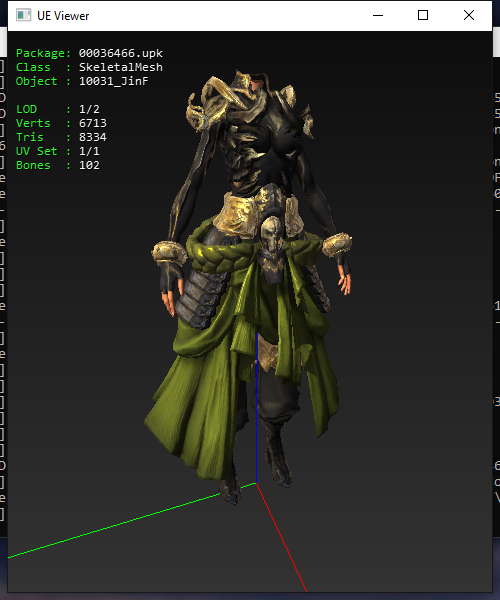 UE Viewer
Package: 00036466.upk
Class : SkeletalMesh
Object : 10031_JinF
LOD : 1/2
Verts : 6713
Tris : 8334
UV Set : 1/1
Bones : 102